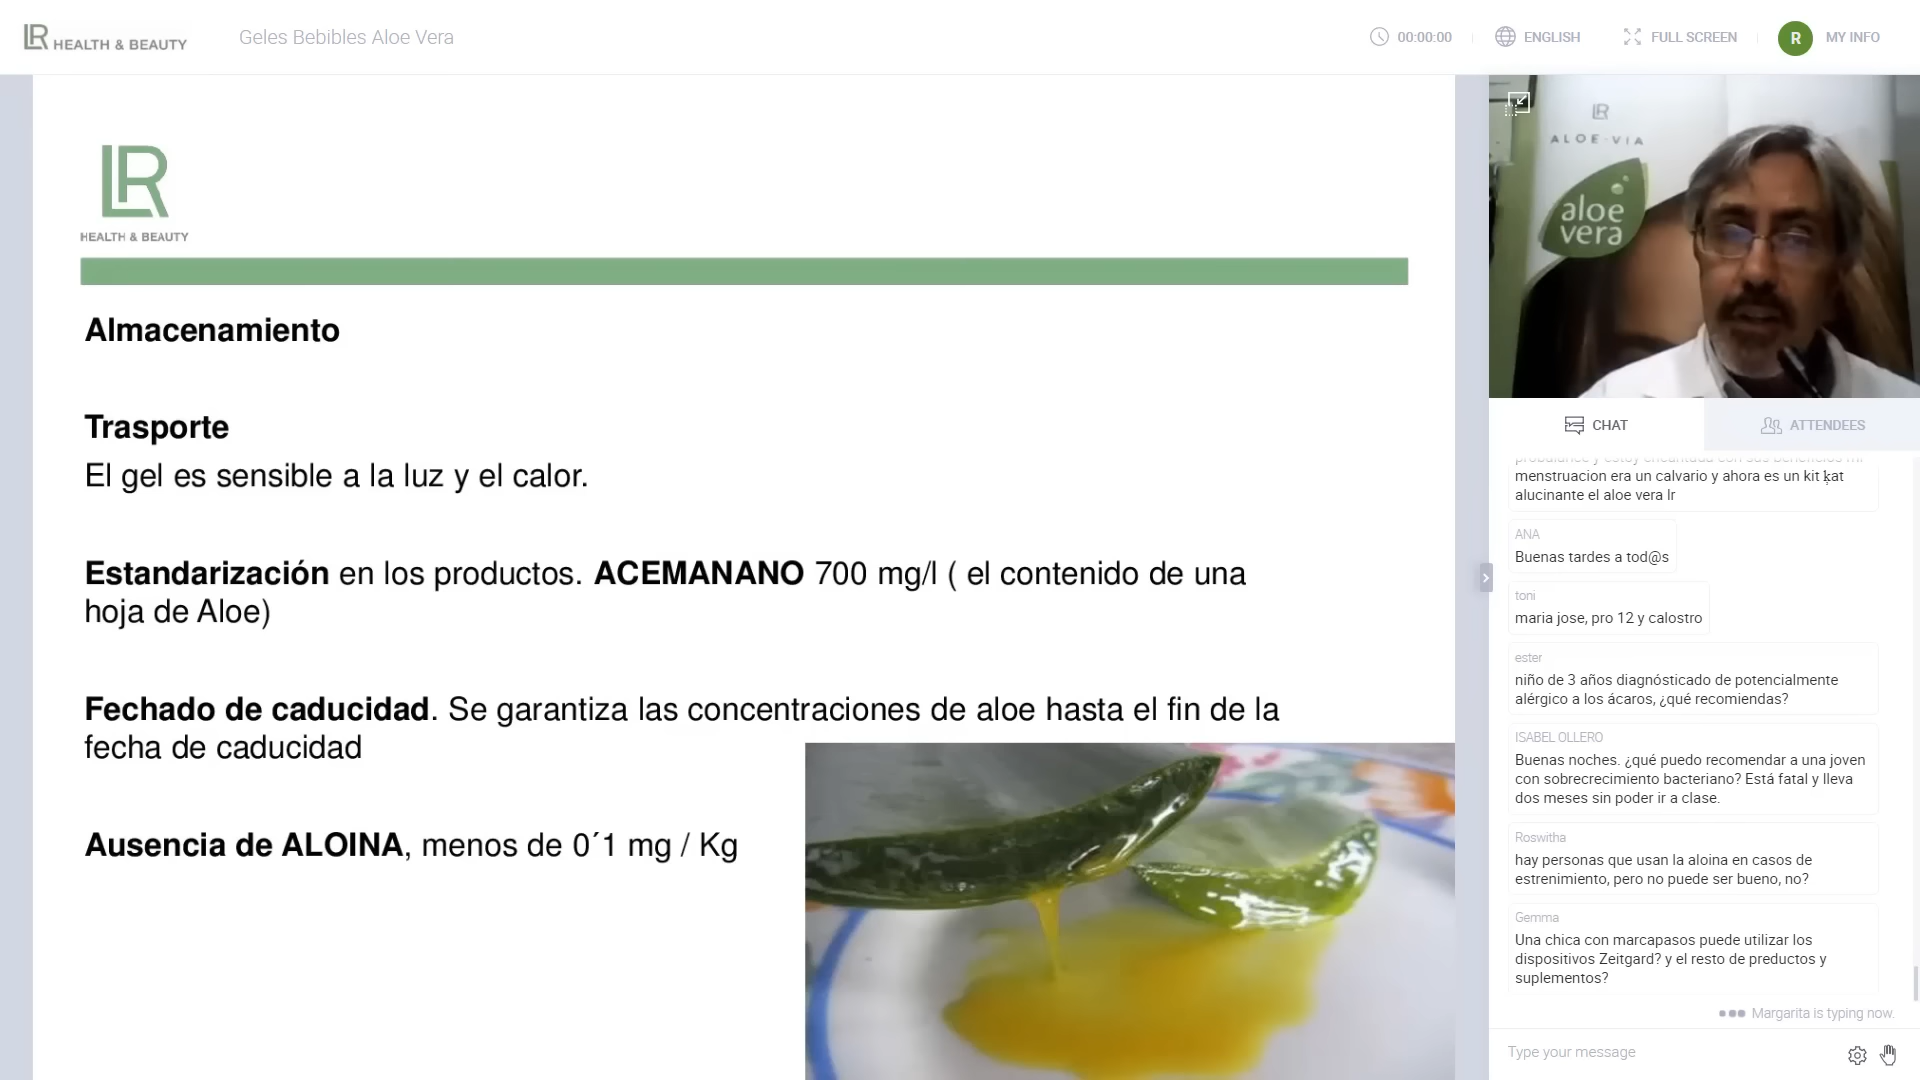 LR HEALTH & BEAUTY
Geles Bebibles Aloe Vera
00:00:00
ENGLISH
FULL SCREEN
R
MY INFO
LR
HEALTH & BEAUTY
Almacenamiento
Trasporte
El gel es sensible a la luz y el calor.
Estandarización en los productos. ACEMANANO 700 mg/l ( el contenido de una
hoja de Aloe)
Fechado de caducidad. Se garantiza las concentraciones de aloe hasta el fin de la
fecha de caducidad
Ausencia de ALOINA, menos de 0´1 mg / Kg
LR
ALOE·VIA
aloe
vera
CHAT
ATTENDEES
menstruacion era un calvario y ahora es un kit kat
alucinante el aloe vera lr
ANA
Buenas tardes a tod@s
toni
maria jose, pro 12 y calostro
ester
niño de 3 años diagnósticado de potencialmente
alérgico a los ácaros, ¿qué recomiendas?
ISABEL OLLERO
Buenas noches. ¿qué puedo recomendar a una joven
con sobrecrecimiento bacteriano? Está fatal y lleva
dos meses sin poder ir a clase.
Roswitha
hay personas que usan la aloina en casos de
estrenimiento, pero no puede ser bueno, no?
Gemma
Una chica con marcapasos puede utilizar los
dispositivos Zeitgard? y el resto de preductos y
suplementos?
Margarita is typing now.
Type your message